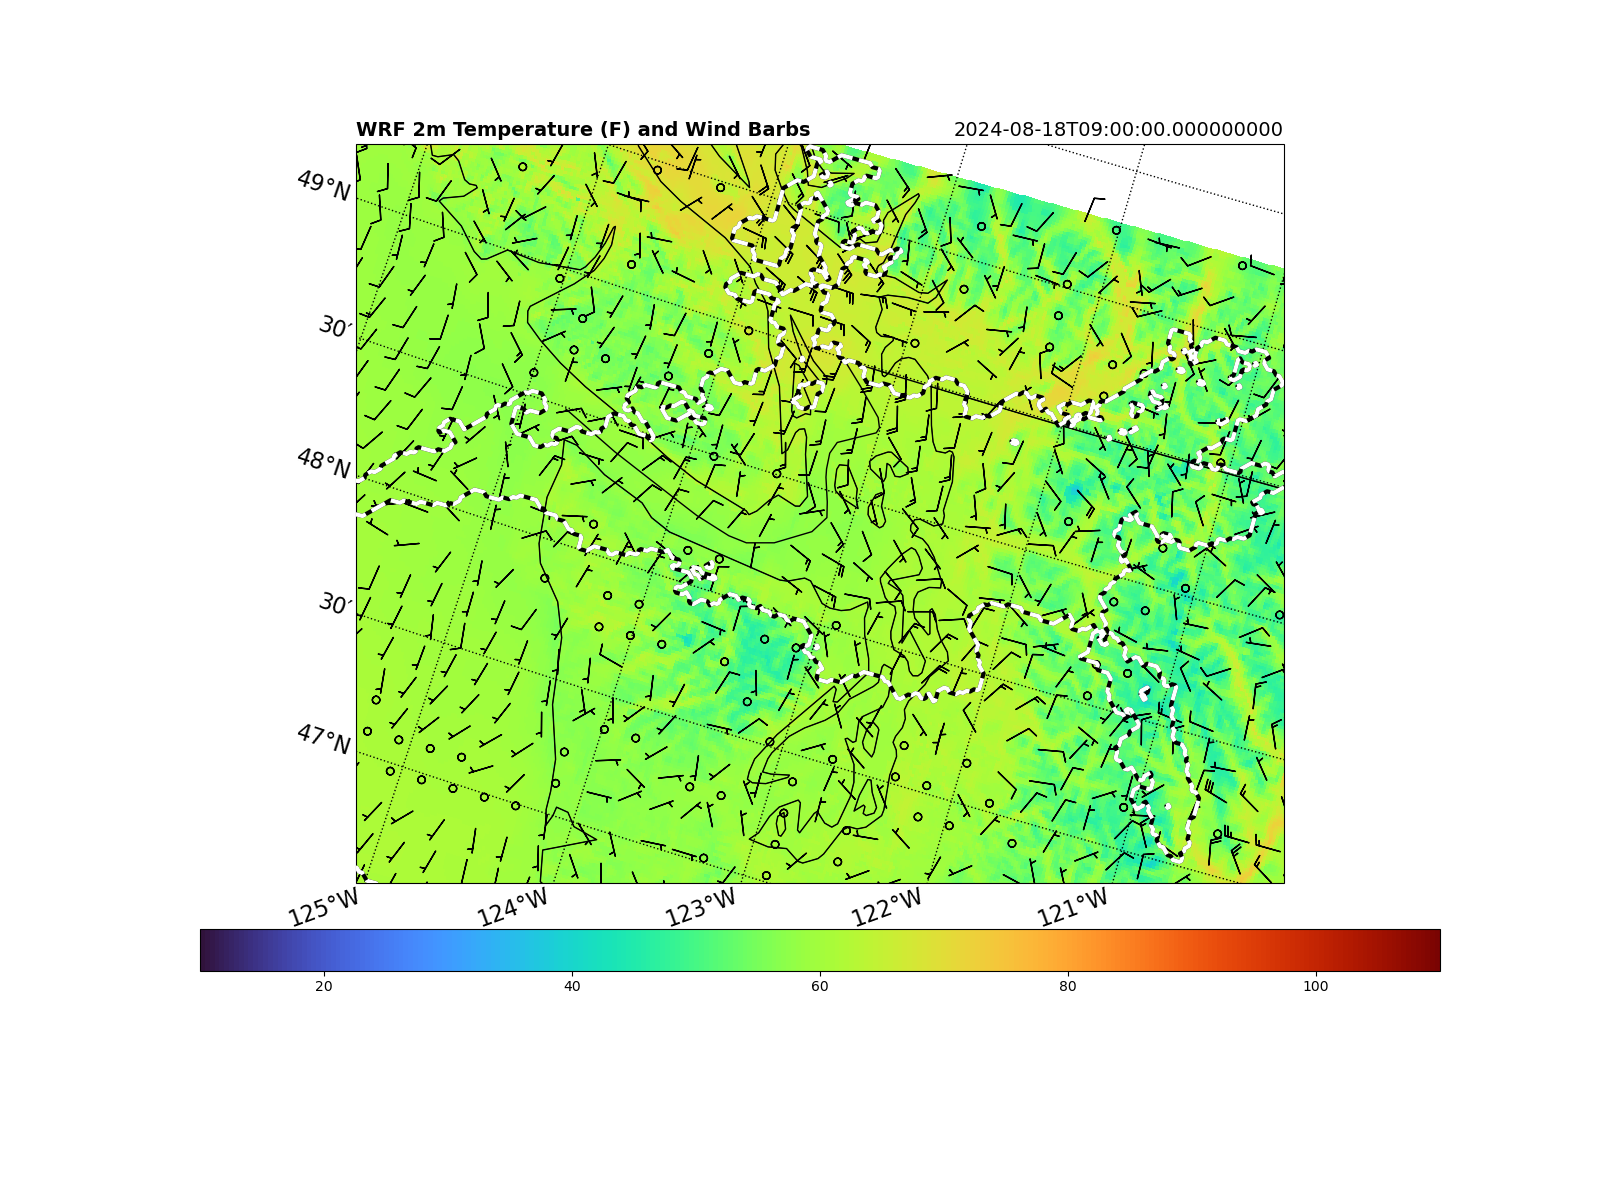 WRF 2m Temperature (F) and Wind Barbs
2024-08-18T09:00:00.000000000
49°N
30′
48°N
30′
47°N
125°W
124°W
123°W
122°W
121°W
20
40
60
80
100